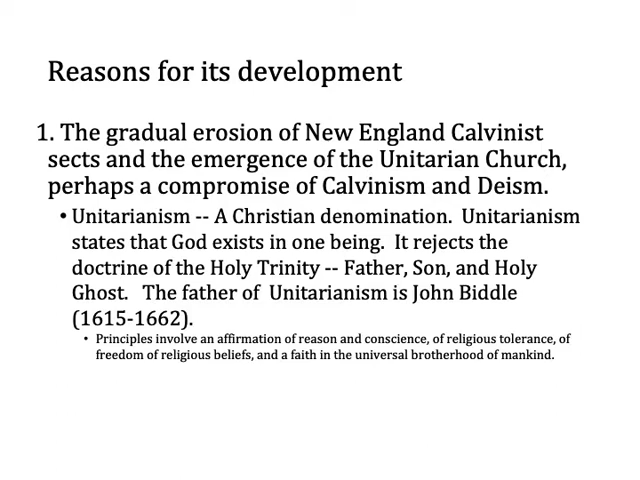 Reasons for its development
1. The gradual erosion of New England Calvinist
sects and the emergence of the Unitarian Church,
perhaps a compromise of Calvinism and Deism.
• Unitarianism -- A Christian denomination.  Unitarianism
states that God exists in one being.  It rejects the
doctrine of the Holy Trinity -- Father, Son, and Holy
Ghost.   The father of  Unitarianism is John Biddle
(1615-1662).
• Principles involve an affirmation of reason and conscience, of religious tolerance, of
freedom of religious beliefs, and a faith in the universal brotherhood of mankind.